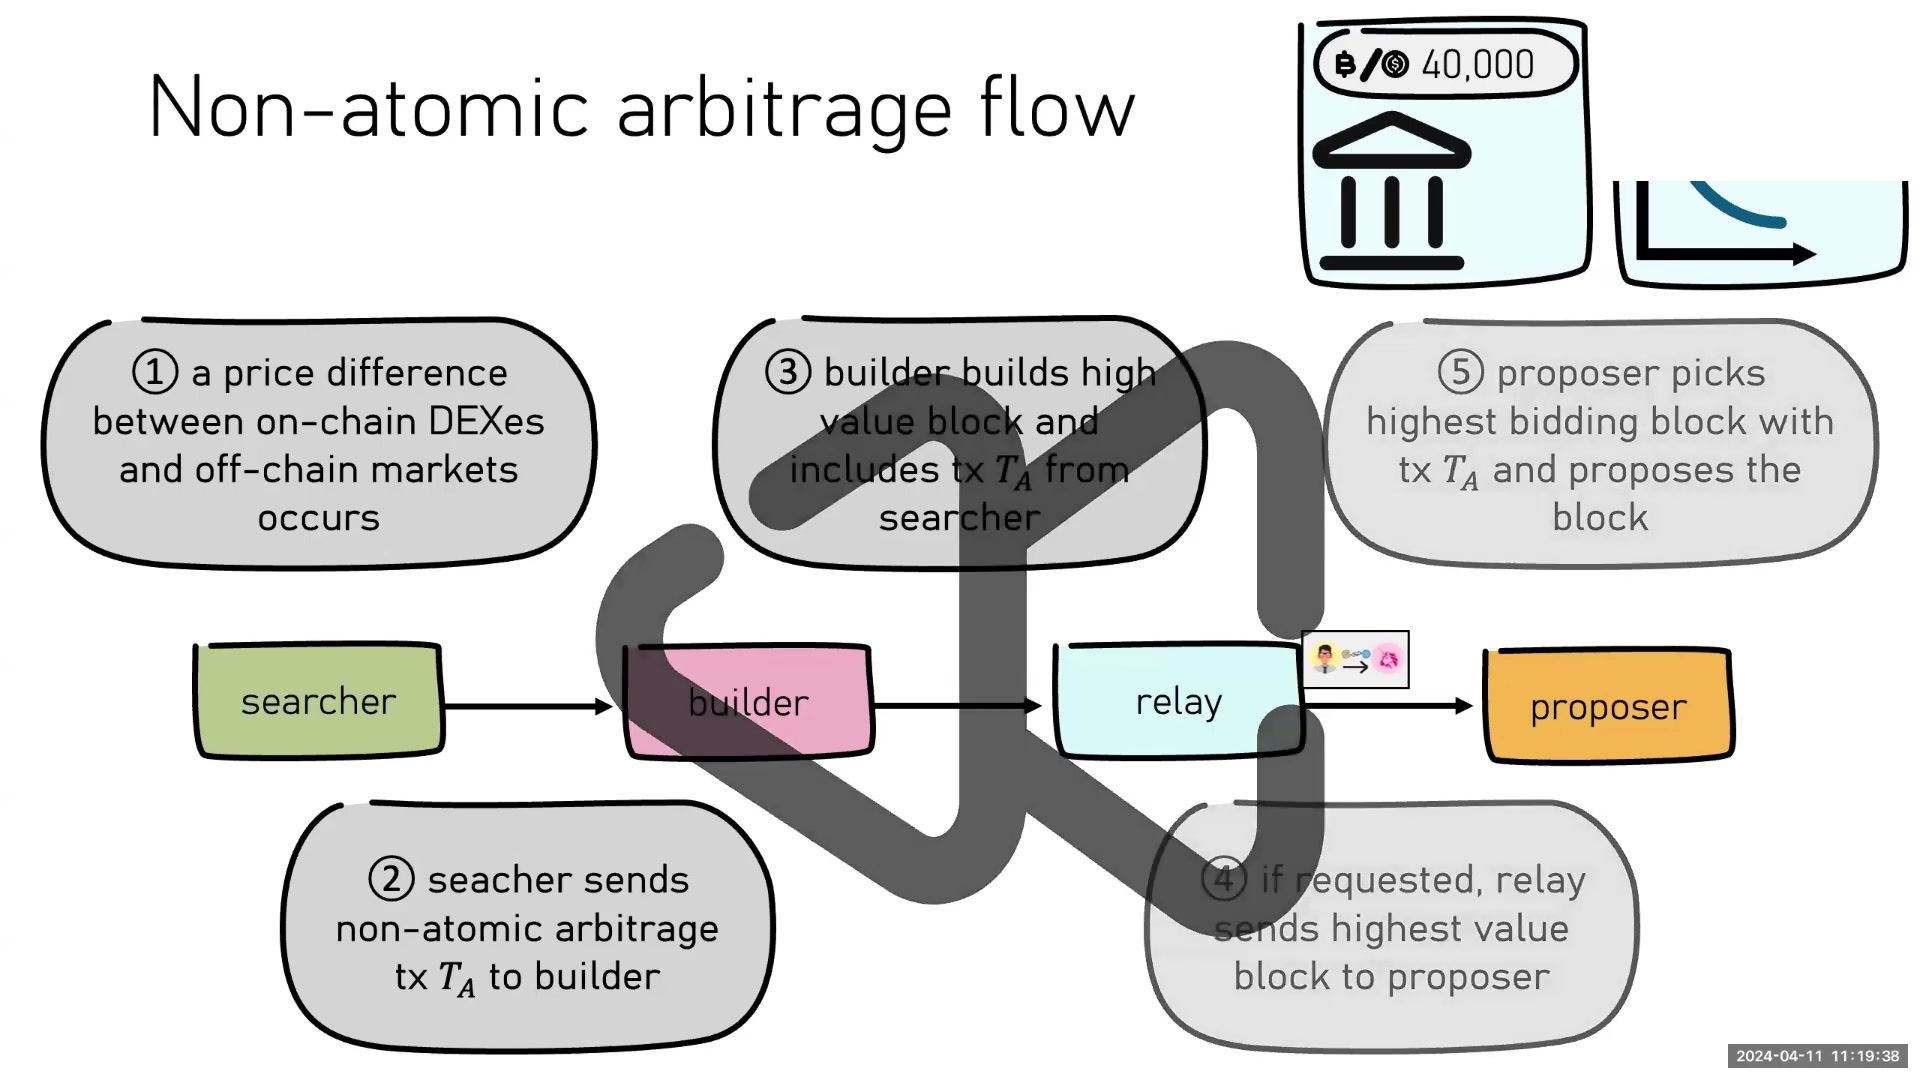 Non-atomic arbitrage flow
₿/$ 40,000
① a price difference
between on-chain DEXes
and off-chain markets
occurs
③ builder builds high
value block and
includes tx T_A from
searcher
⑤ proposer picks
highest bidding block with
tx T_A and proposes the
block
searcher
builder
relay
proposer
② seacher sends
non-atomic arbitrage
tx T_A to builder
④ if requested, relay
sends highest value
block to proposer
2024-04-11 11:19:38